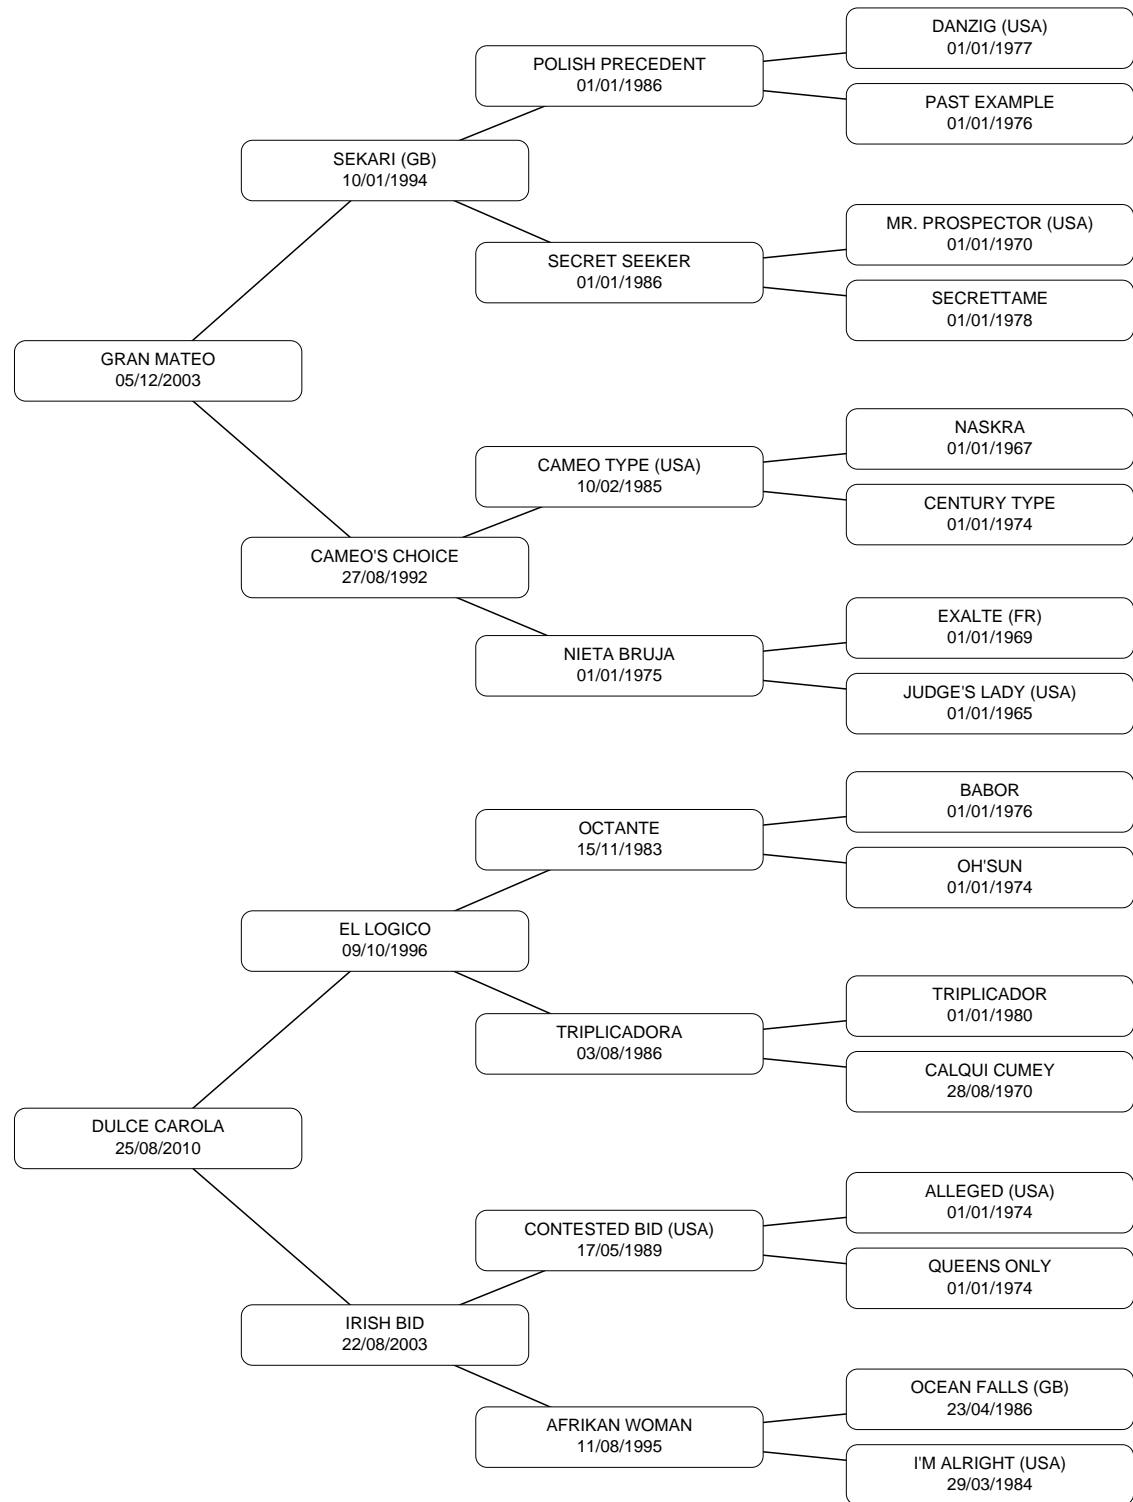 DANZIG (USA)
01/01/1977
POLISH PRECEDENT
01/01/1986
PAST EXAMPLE
01/01/1976
SEKARI (GB)
10/01/1994
MR. PROSPECTOR (USA)
01/01/1970
SECRET SEEKER
01/01/1986
SECRETTAME
01/01/1978
GRAN MATEO
05/12/2003
NASKRA
01/01/1967
CAMEO TYPE (USA)
10/02/1985
CENTURY TYPE
01/01/1974
CAMEO'S CHOICE
27/08/1992
EXALTE (FR)
01/01/1969
NIETA BRUJA
01/01/1975
JUDGE'S LADY (USA)
01/01/1965
BABOR
01/01/1976
OCTANTE
15/11/1983
OH'SUN
01/01/1974
EL LOGICO
09/10/1996
TRIPLICADOR
01/01/1980
TRIPLICADORA
03/08/1986
CALQUI CUMEY
28/08/1970
DULCE CAROLA
25/08/2010
ALLEGED (USA)
01/01/1974
CONTESTED BID (USA)
17/05/1989
QUEENS ONLY
01/01/1974
IRISH BID
22/08/2003
OCEAN FALLS (GB)
23/04/1986
AFRIKAN WOMAN
11/08/1995
I'M ALRIGHT (USA)
29/03/1984